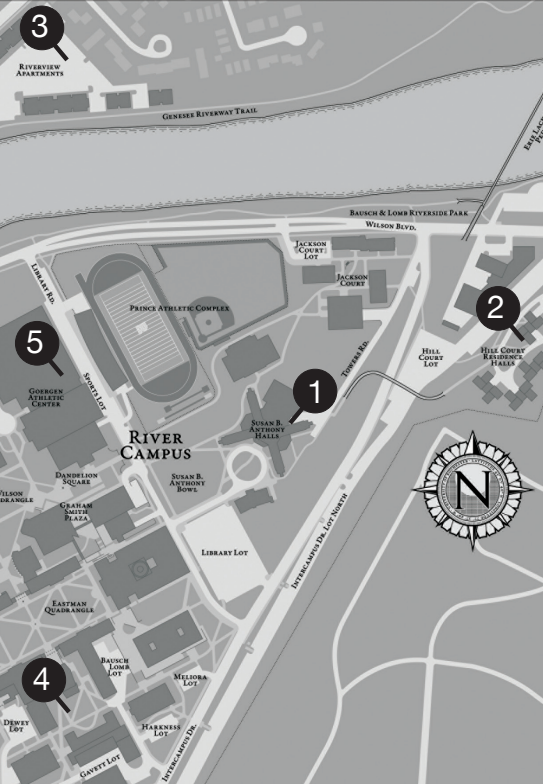 3
RIVERVIEW
APARTMENTS
GENESEE RIVERWAY TRAIL
BAUSCH & LOMB RIVERSIDE PARK
WILSON BLVD.
JACKSON
COURT
LOT
JACKSON
COURT
LIBRARY RD.
PRINCE ATHLETIC COMPLEX
2
HILL COURT
RESIDENCE
HALLS
HILL
COURT
LOT
TOWERS RD.
5
GOERGEN
ATHLETIC
CENTER
SPORTS LOT
1
SUSAN B.
ANTHONY
HALLS
RIVER
CAMPUS
SUSAN B.
ANTHONY
BOWL
DANDELION
SQUARE
GRAHAM
SMITH
PLAZA
N
LIBRARY LOT
INTERCAMPUS DR. LOT NORTH
EASTMAN
QUADRANGLE
BAUSCH
LOMB
LOT
MELIORA
LOT
4
DEWEY
LOT
HARKNESS
LOT
GAVETT LOT
INTERCAMPUS DR.